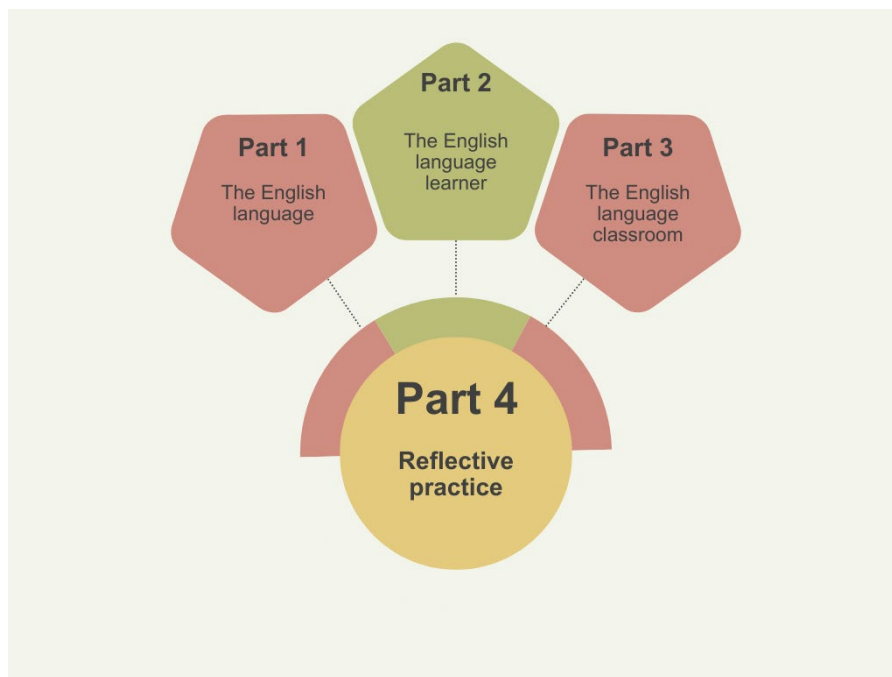 Part 1
The English
language
Part 2
The English
language
learner
Part 3
The English
language
classroom
Part 4
Reflective
practice